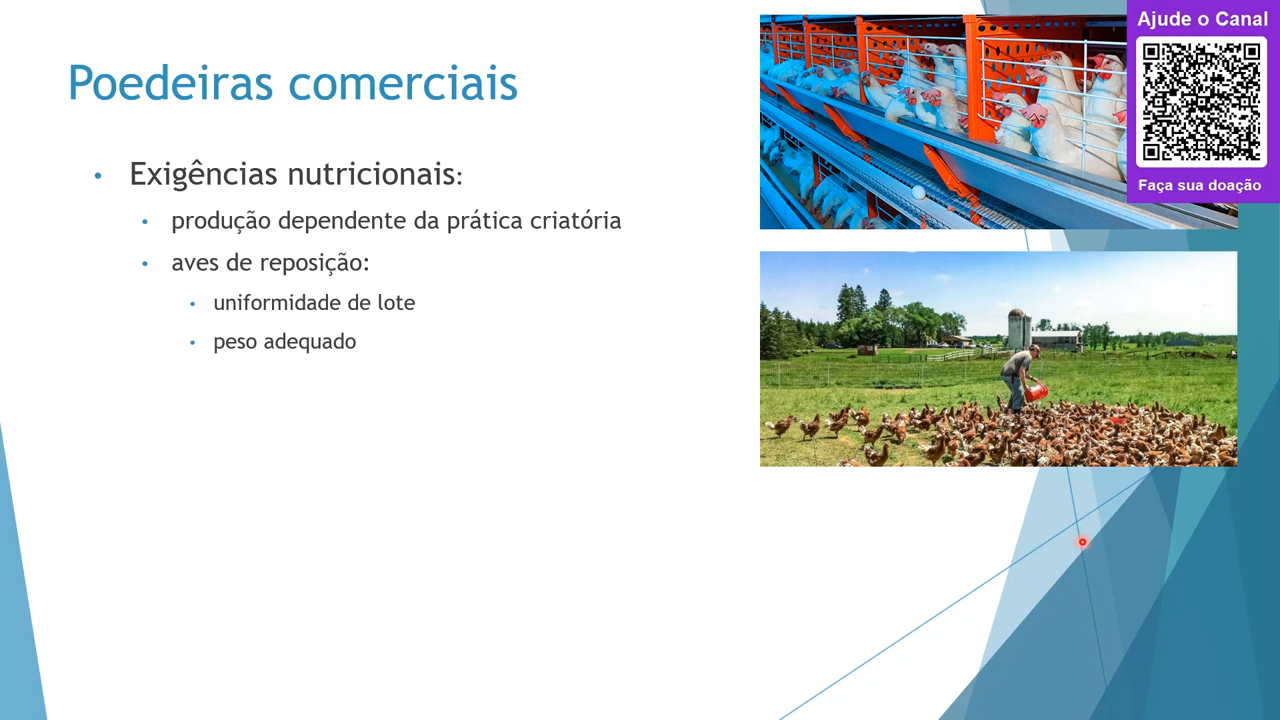 Poedeiras comerciais
Exigências nutricionais:
produção dependente da prática criatória
aves de reposição:
uniformidade de lote
peso adequado
Ajude o Canal
Faça sua doação